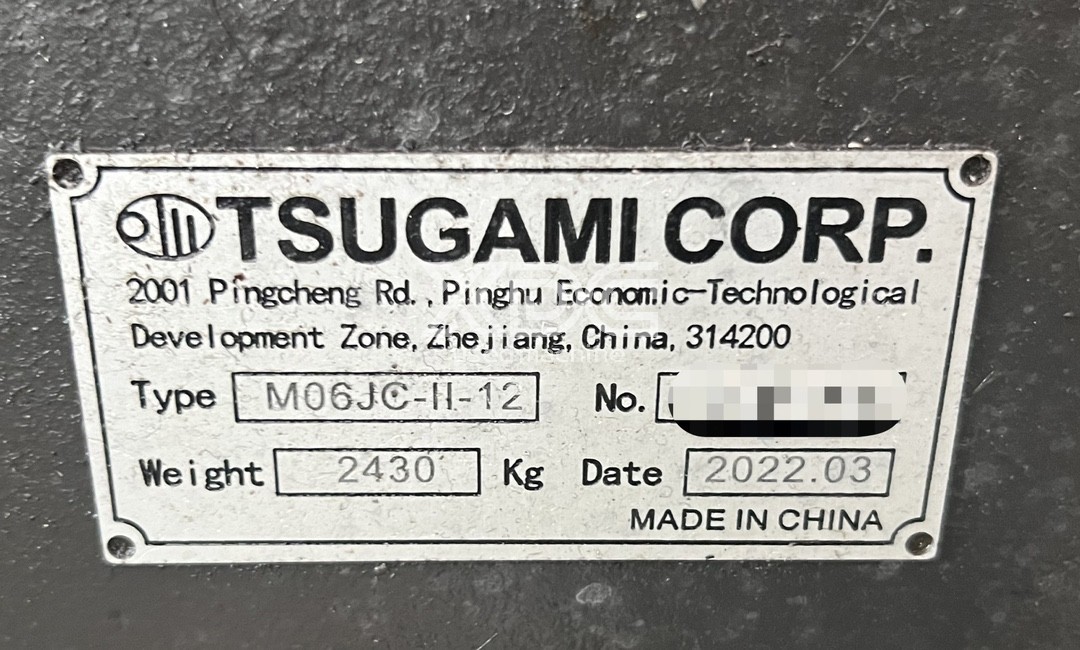 TSUGAMI CORP.
2001 Pingcheng Rd., Pinghu Economic-Technological
Development Zone, Zhejiang, China, 314200
Type M06JC-II-12 No.
Weight 2430 Kg Date 2022.03
MADE IN CHINA